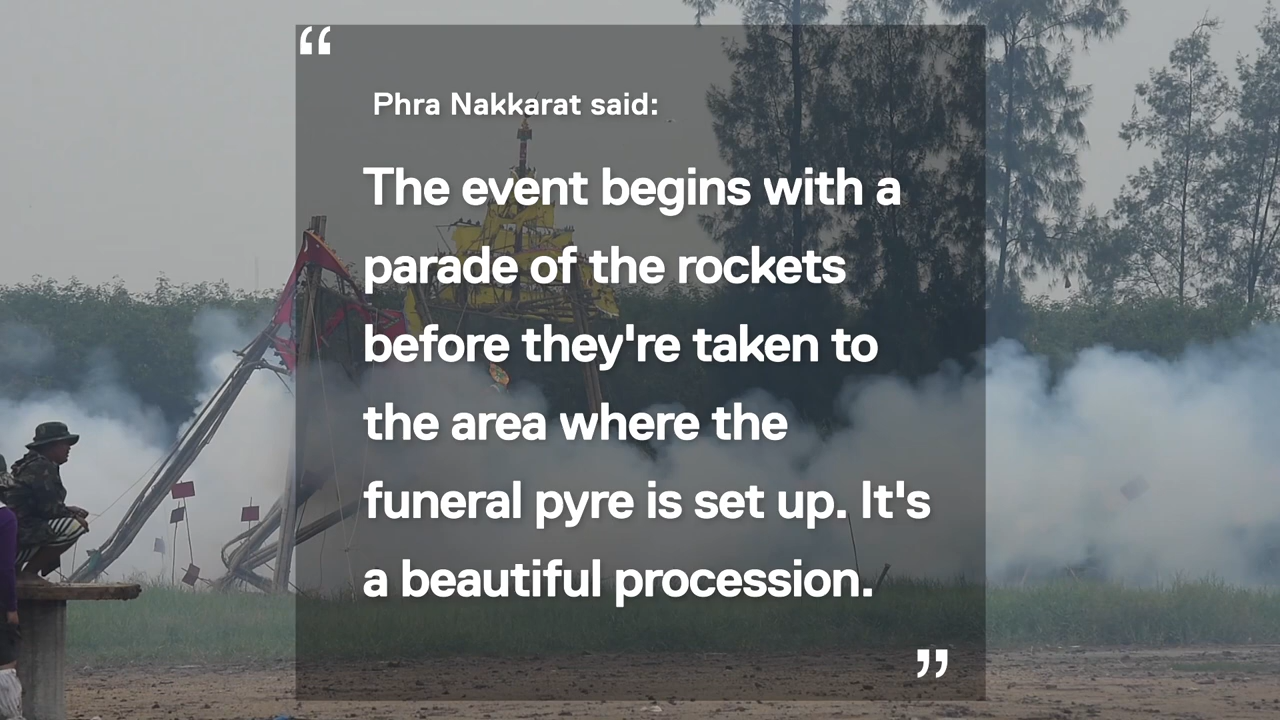 “
Phra Nakkarat said:
The event begins with a
parade of the rockets
before they're taken to
the area where the
funeral pyre is set up. It's
a beautiful procession.
”